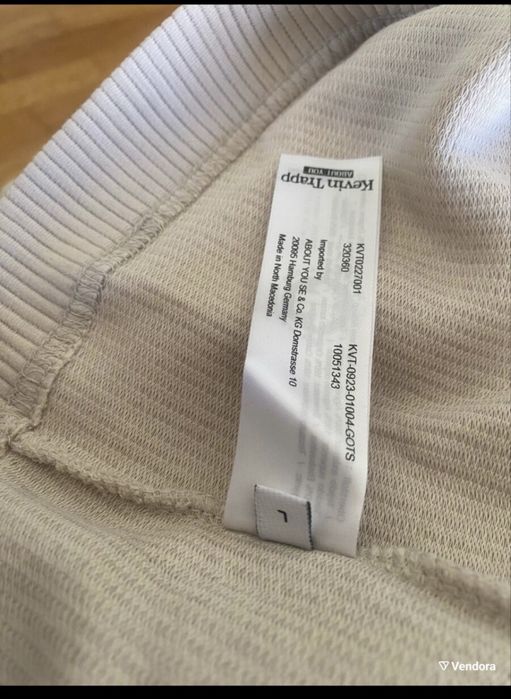 Kevin Trapp
ABOUT YOU
KVT0227001
320360
KVT-0923-01004-GOTS
10051343
Imported by
ABOUT YOU SE & Co. KG Domstrasse 10
20095 Hamburg Germany
Made in North Macedonia
L
Vendora